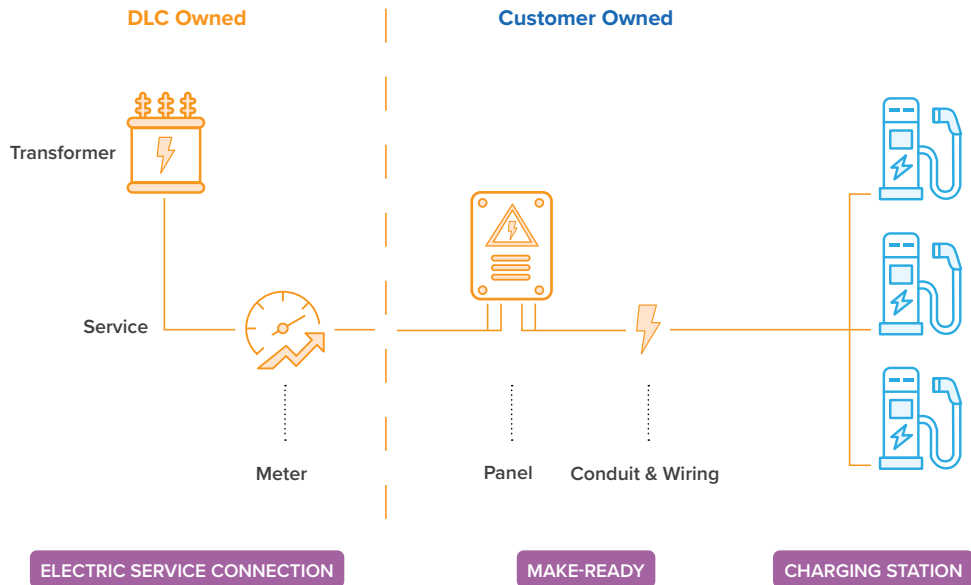 DLC Owned
Customer Owned
Transformer
Service
Meter
Panel
Conduit & Wiring
ELECTRIC SERVICE CONNECTION
MAKE-READY
CHARGING STATION